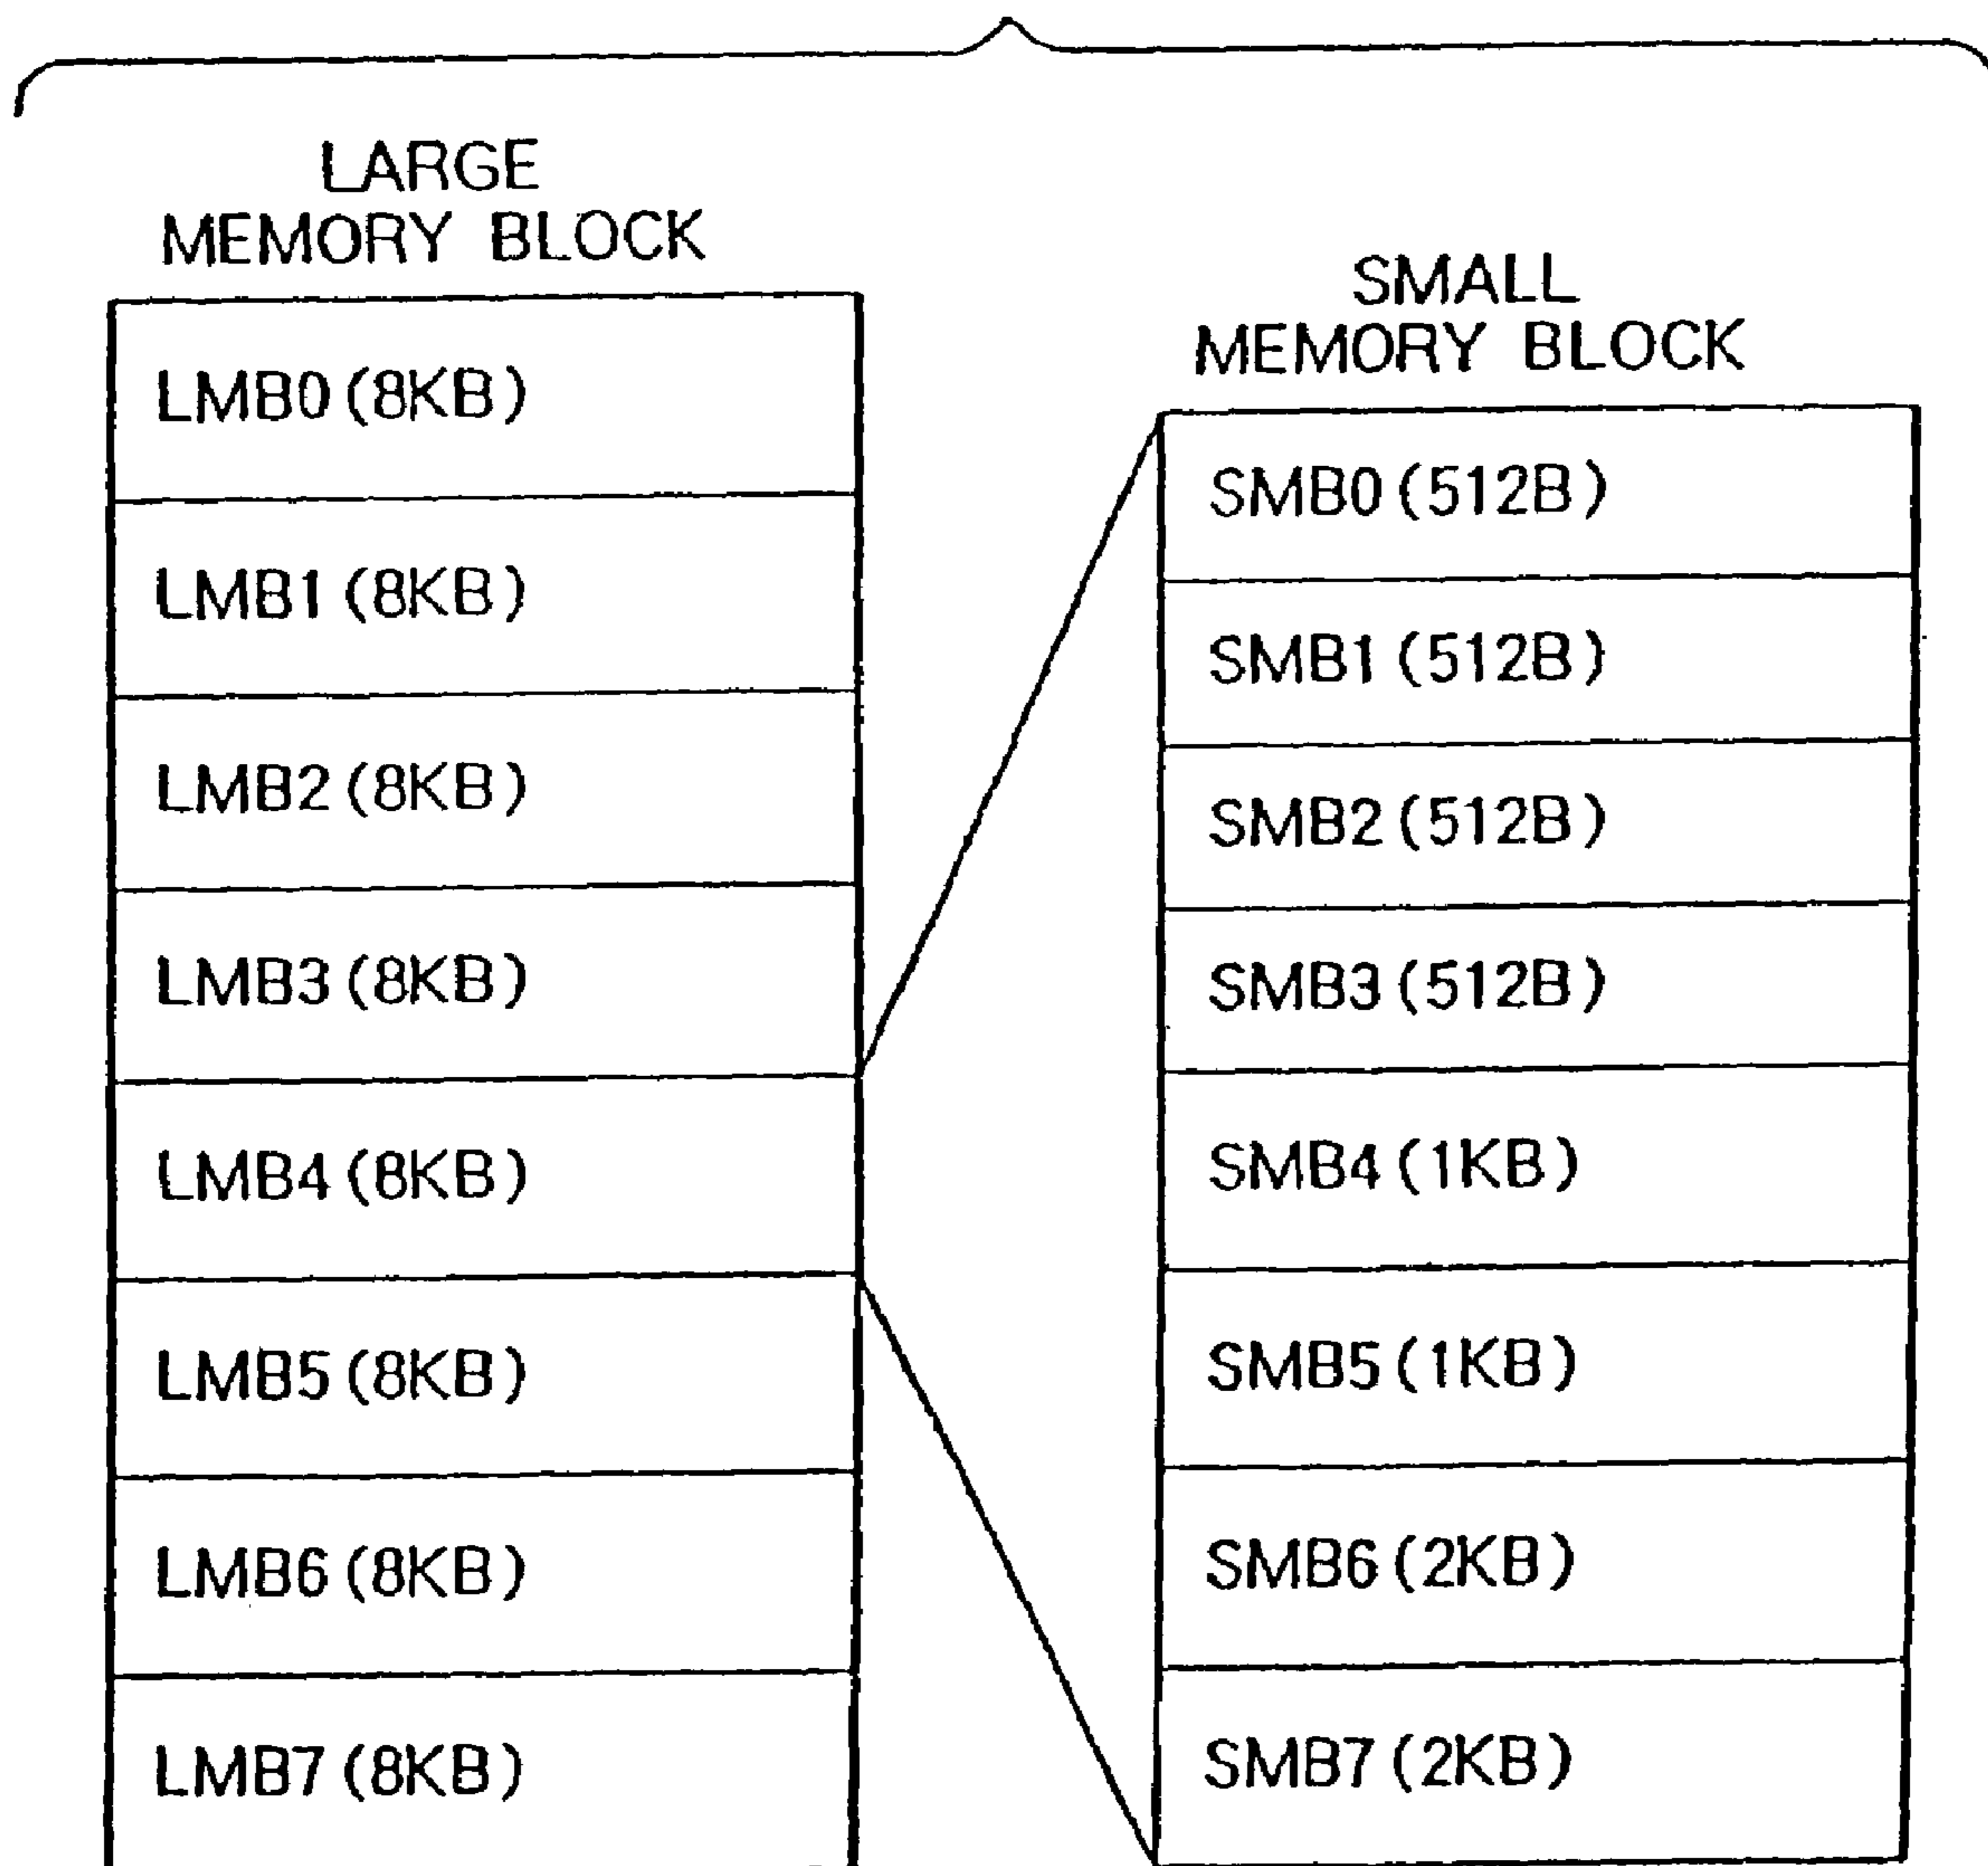 LARGE
MEMORY BLOCK
LMB0(8KB)
LMB1(8KB)
LMB2(8KB)
LMB3(8KB)
LMB4(8KB)
LMB5(8KB)
LMB6(8KB)
LMB7(8KB)
SMALL
MEMORY BLOCK
SMB0(512B)
SMB1(512B)
SMB2(512B)
SMB3(512B)
SMB4(1KB)
SMB5(1KB)
SMB6(2KB)
SMB7(2KB)